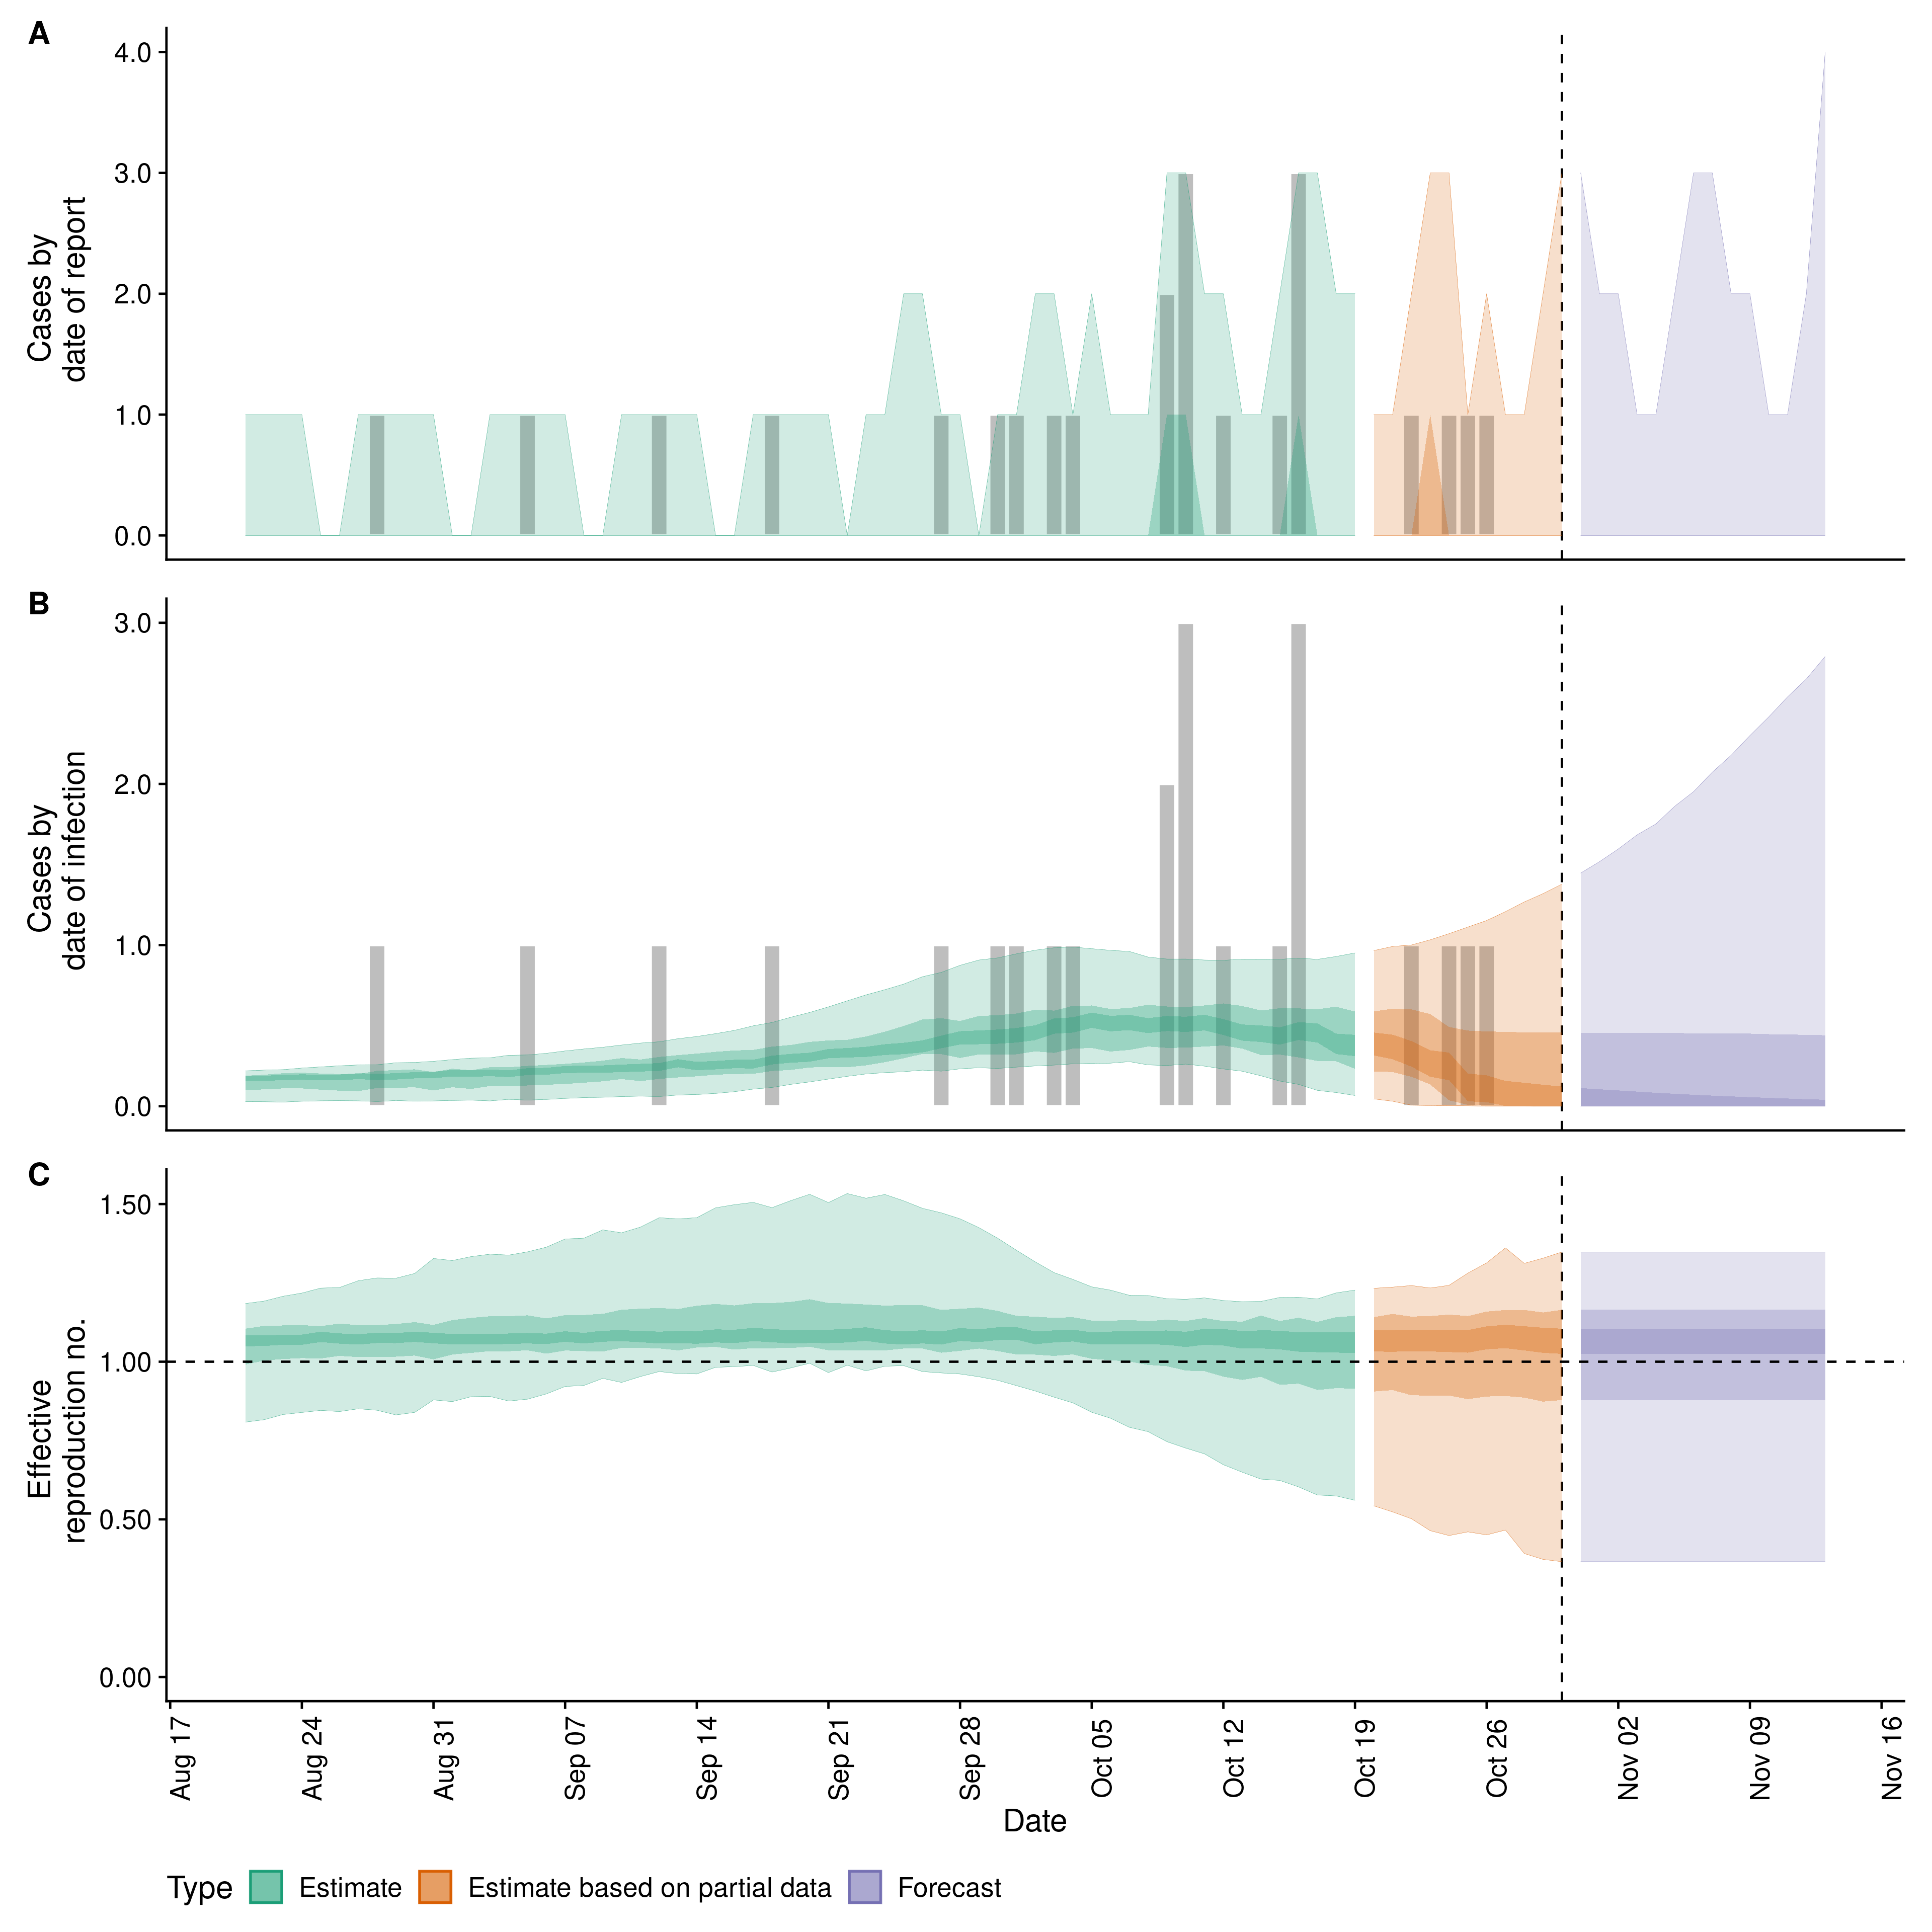 A
4.0
3.0
2.0
1.0
0.0
Cases by
date of report
B
3.0
2.0
1.0
0.0
Cases by
date of infection
C
1.50
1.00
0.50
0.00
Effective
reproduction no.
Aug 17
Aug 24
Aug 31
Sep 07
Sep 14
Sep 21
Sep 28
Oct 05
Oct 12
Oct 19
Oct 26
Nov 02
Nov 09
Nov 16
Date
Type Estimate Estimate based on partial data Forecast